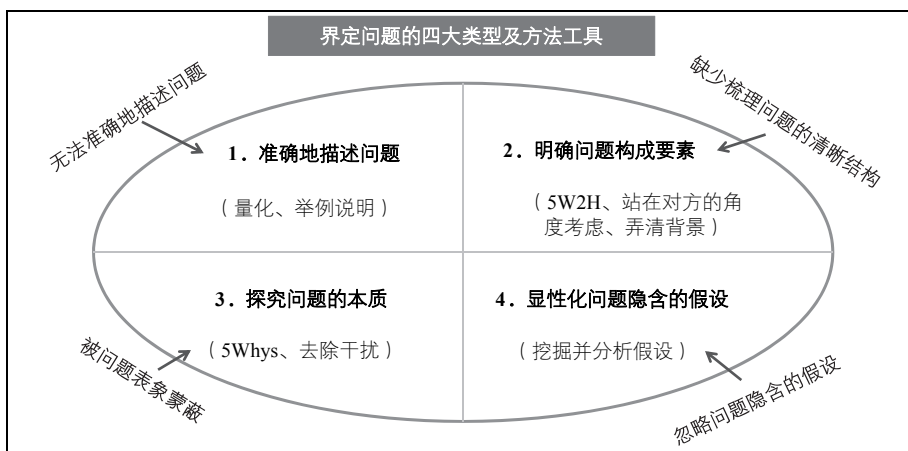 界定问题的四大类型及方法工具
无法准确地描述问题
缺少梳理问题的清晰结构
1．准确地描述问题
（量化、举例说明）
2．明确问题构成要素
（5W2H、站在对方的角
度考虑、弄清背景）
3．探究问题的本质
（5Whys、去除干扰）
4．显性化问题隐含的假设
（挖掘并分析假设）
被问题表象蒙蔽
忽略问题隐含的假设